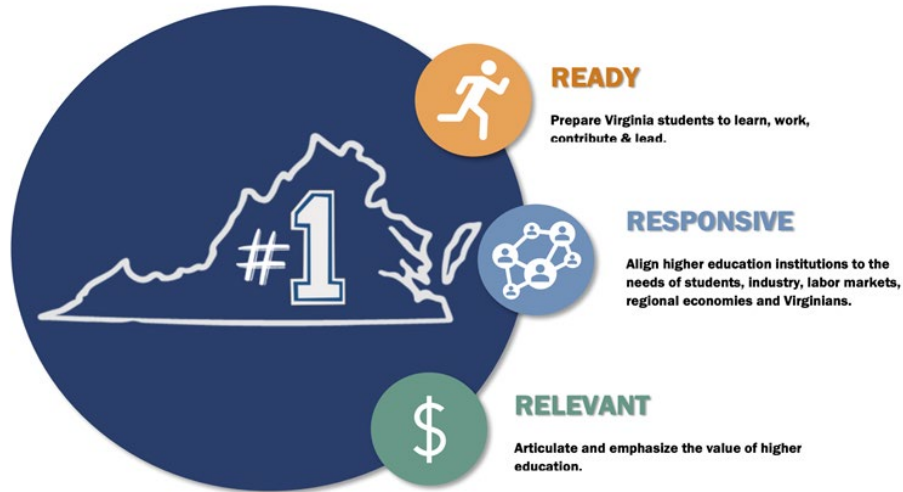 #1
READY
Prepare Virginia students to learn, work,
contribute & lead.
RESPONSIVE
Align higher education institutions to the
needs of students, industry, labor markets,
regional economies and Virginians.
$
RELEVANT
Articulate and emphasize the value of higher
education.